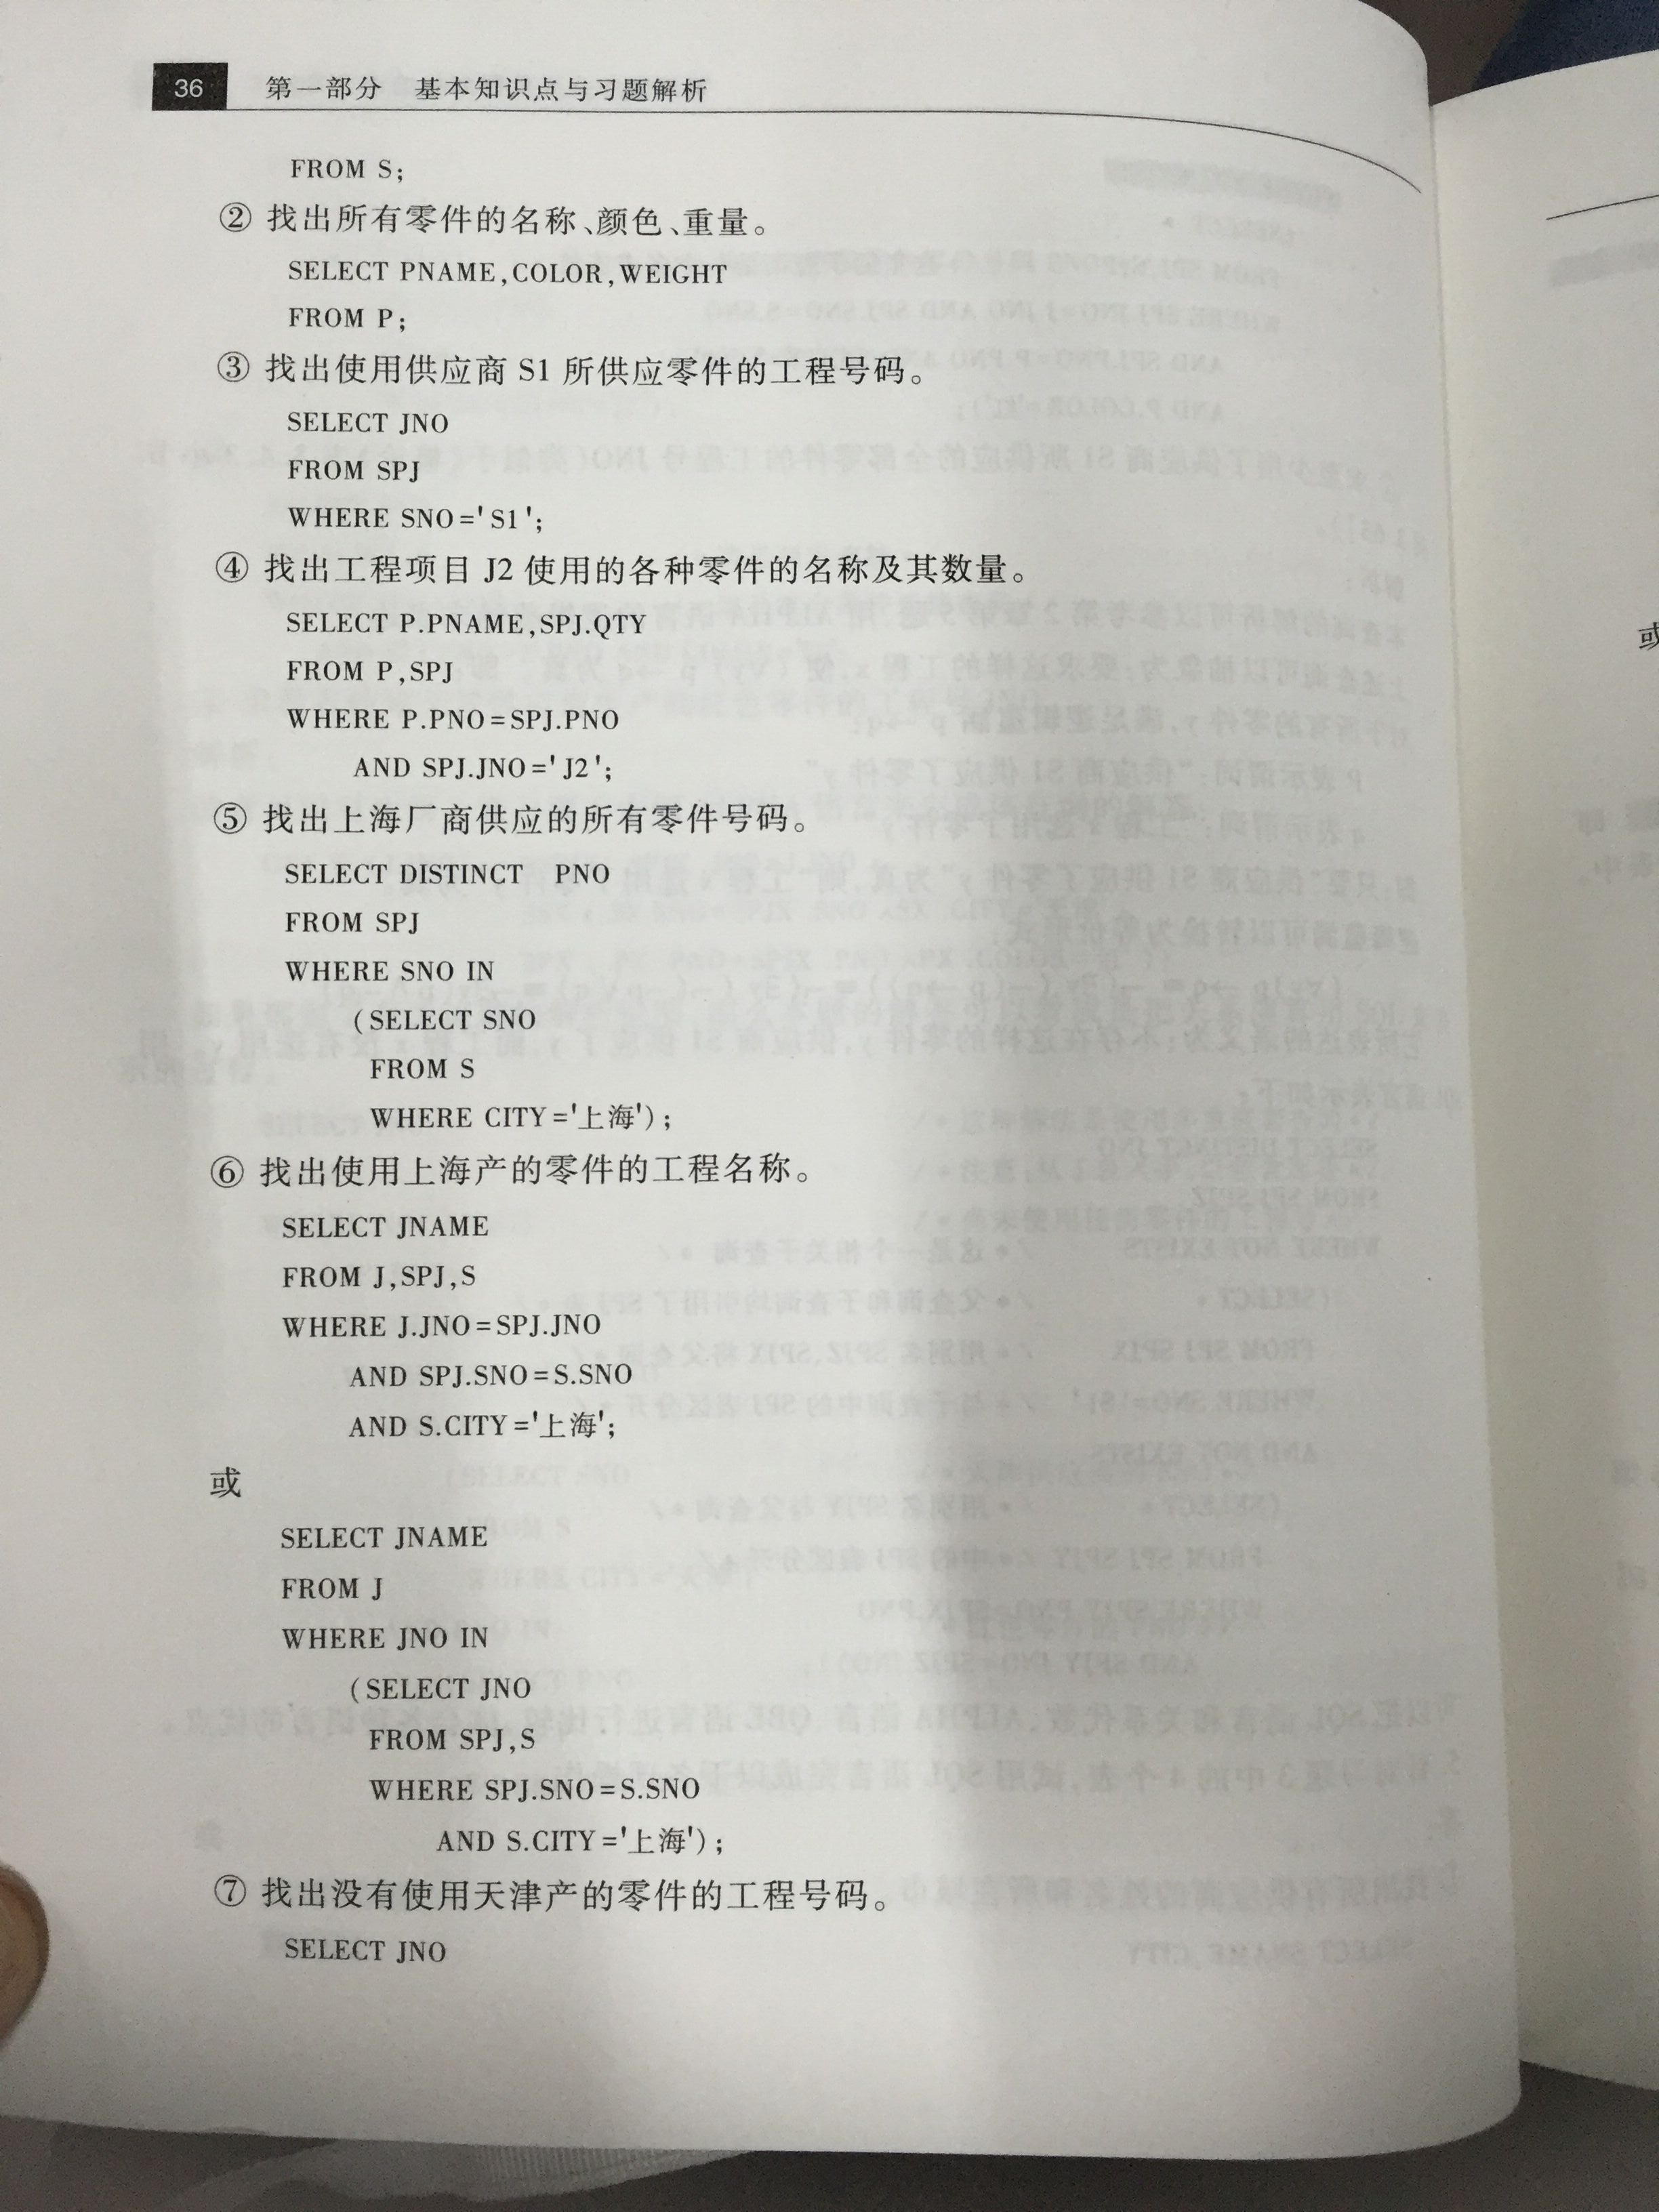 36 第一部分 基本知识点与习题解析
FROM S;
② 找出所有零件的名称、颜色、重量。
SELECT PNAME,COLOR,WEIGHT
FROM P;
③ 找出使用供应商 S1 所供应零件的工程号码。
SELECT JNO
FROM SPJ
WHERE SNO='S1';
④ 找出工程项目 J2 使用的各种零件的名称及其数量。
SELECT P.PNAME,SPJ.QTY
FROM P,SPJ
WHERE P.PNO=SPJ.PNO
AND SPJ.JNO='J2';
⑤ 找出上海厂商供应的所有零件号码。
SELECT DISTINCT PNO
FROM SPJ
WHERE SNO IN
(SELECT SNO
FROM S
WHERE CITY='上海');
⑥ 找出使用上海产的零件的工程名称。
SELECT JNAME
FROM J,SPJ,S
WHERE J.JNO=SPJ.JNO
AND SPJ.SNO=S.SNO
AND S.CITY='上海';
或
SELECT JNAME
FROM J
WHERE JNO IN
(SELECT JNO
FROM SPJ,S
WHERE SPJ.SNO=S.SNO
AND S.CITY='上海');
⑦ 找出没有使用天津产的零件的工程号码。
SELECT JNO